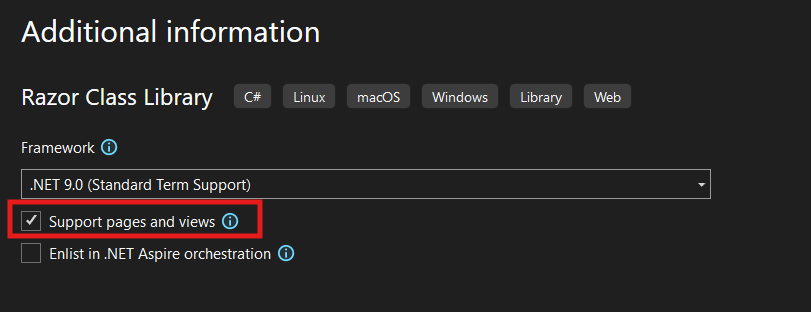 Additional information
Razor Class Library C# Linux macOS Windows Library Web
Framework
.NET 9.0 (Standard Term Support)
Support pages and views
Enlist in .NET Aspire orchestration